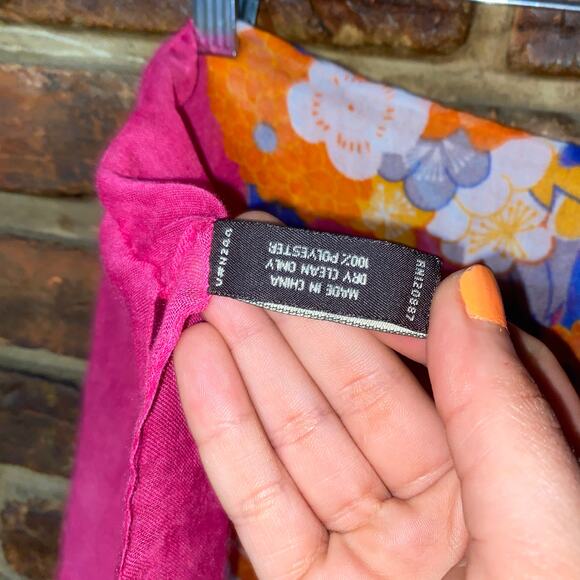 MADE IN CHINA
DRY CLEAN ONLY
100% POLYESTER
RN120887